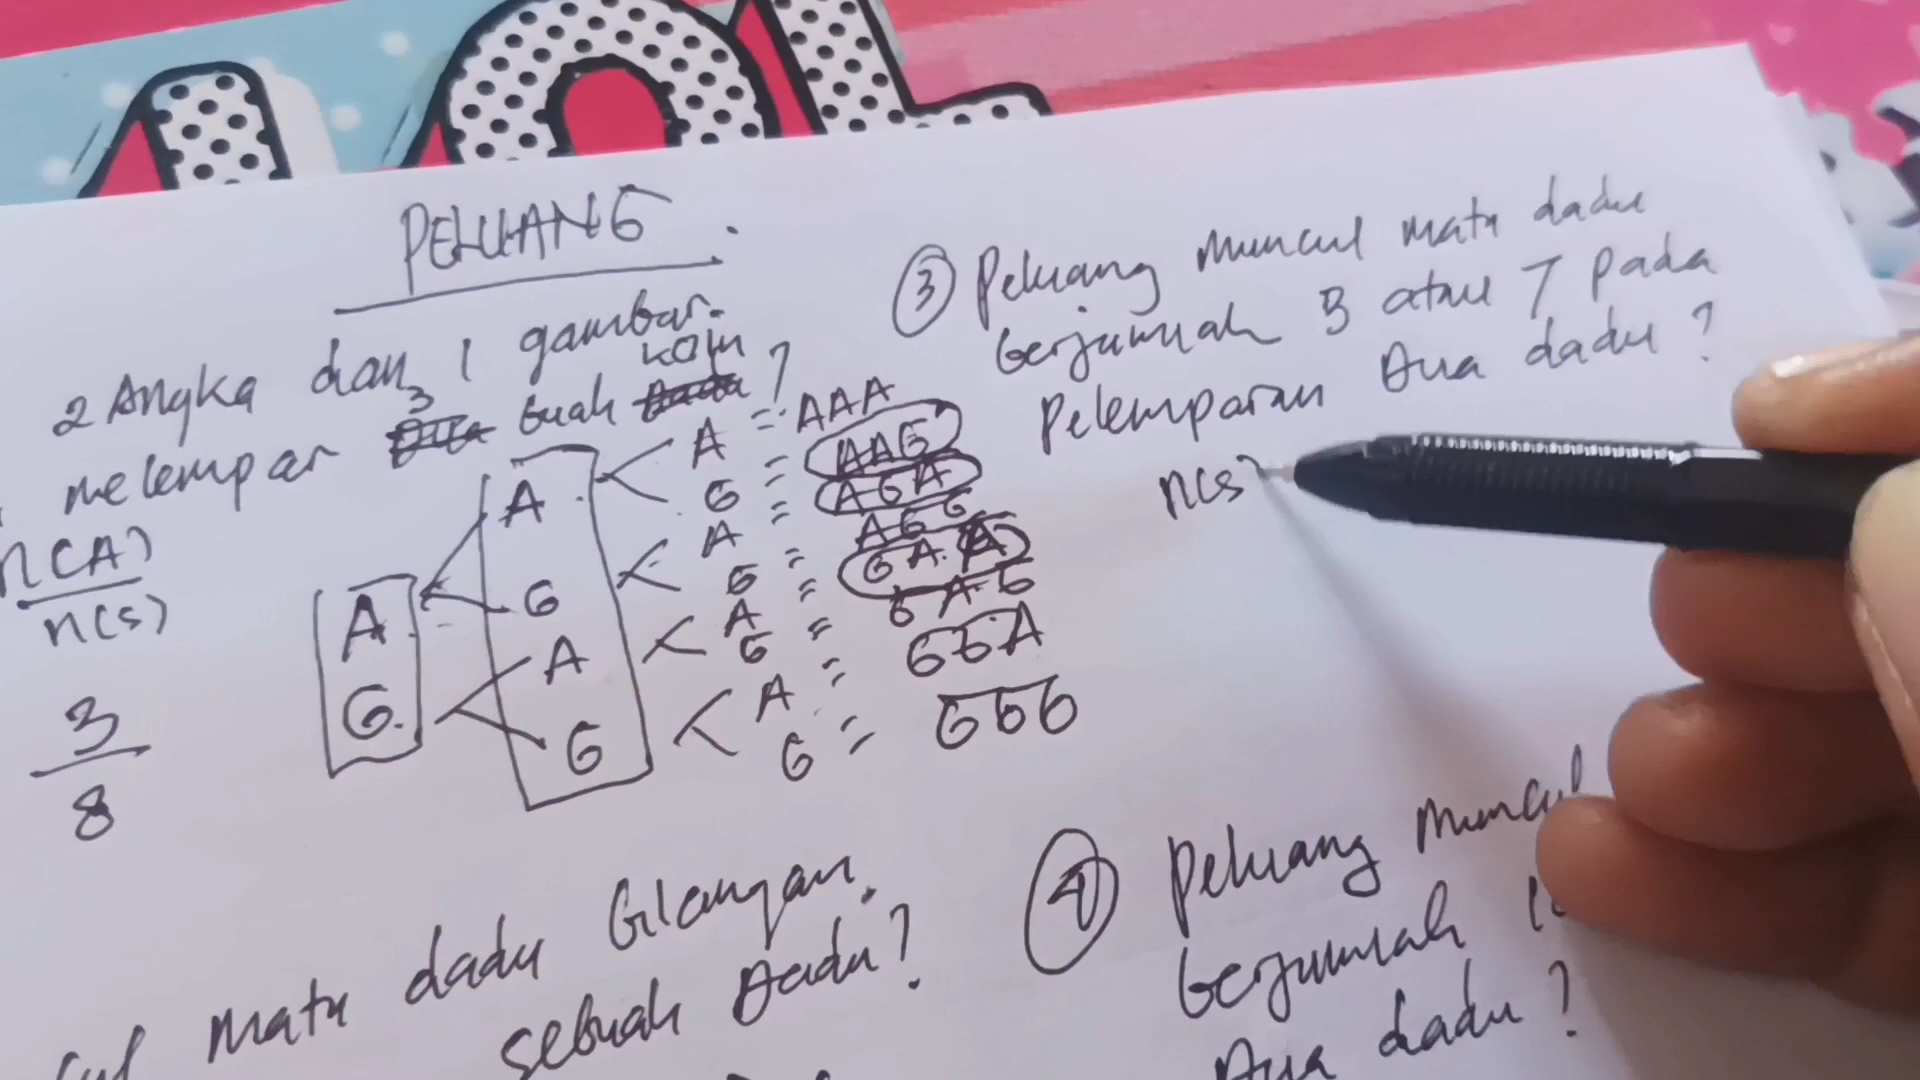 LOL
PELUANG.
2 Angka dan 1 gambar.
melempar 3 buah koin?
n(A)
n(s)
3
8
A
G
A
G
A
G
A = AAA
G = AAG
A = AGA
G = AGG
A = GAA
G = GAG
A = GGA
G = GGG
mata dadu bilangan
sebuah dadu?
③ Peluang muncul mata dadu
berjumlah 3 atau 7 pada
pelemparan dua dadu?
n(s)
④ Peluang muncul
berjumlah
dua dadu?